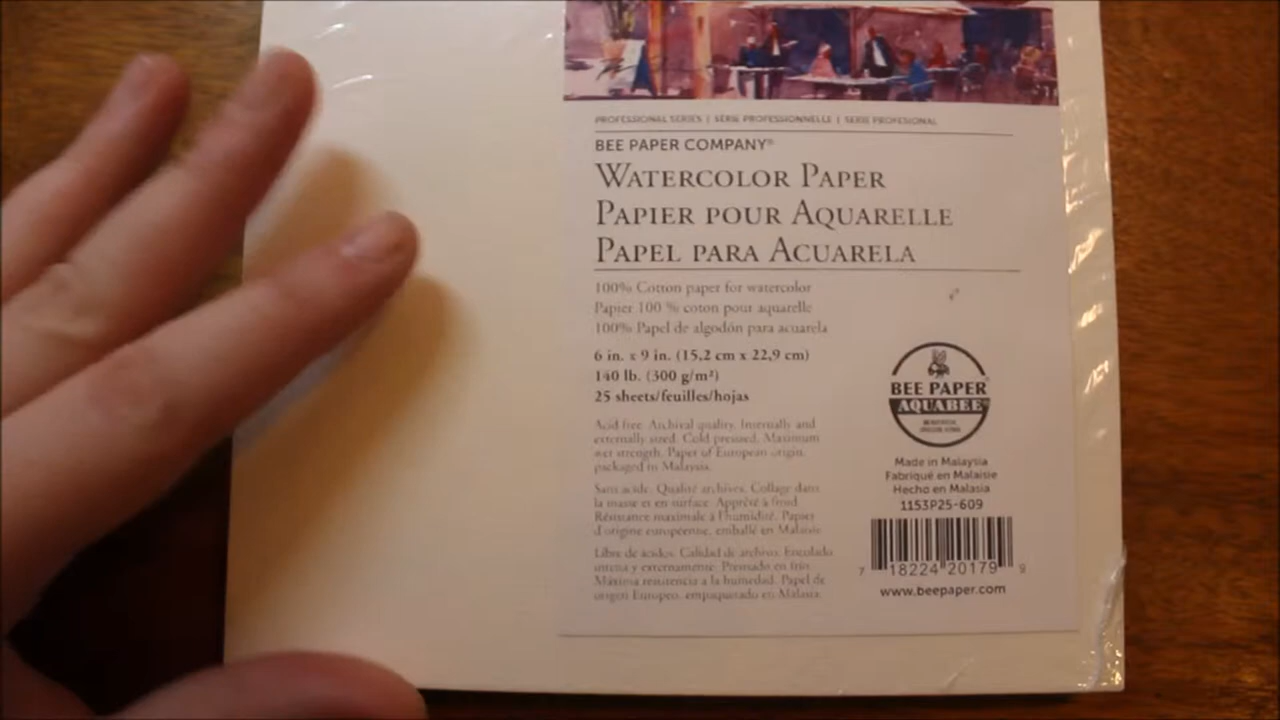 PROFESSIONAL SERIES | SÉRIE PROFESSIONNELLE | SERIE PROFESIONAL
BEE PAPER COMPANY®
WATERCOLOR PAPER
PAPIER POUR AQUARELLE
PAPEL PARA ACUARELA
100% Cotton paper for watercolor
Papier 100 % coton pour aquarelle
100% Papel de algodón para acuarela
6 in. x 9 in. (15,2 cm x 22,9 cm)
140 lb. (300 g/m²)
25 sheets/feuilles/hojas
Acid free. Archival quality. Internally and
externally sized. Cold pressed. Maximum
wet strength. Paper of European origin,
packaged in Malaysia.
Sans acide. Qualité archives. Collage dans
la masse et en surface. Apprêté à froid.
Résistance maximale à l'humidité. Papier
d'origine européenne, emballé en Malaisie.
Libre de ácidos. Calidad de archivo. Encolado
interna y externamente. Prensado en frío.
Máxima resistencia a la humedad. Papel de
origen Europeo, empaquetado en Malasia.
BEE PAPER®
AQUABEE®
Made in Malaysia
Fabriqué en Malaisie
Hecho en Malasia
1153P25-609
7 18224 20179 9
www.beepaper.com